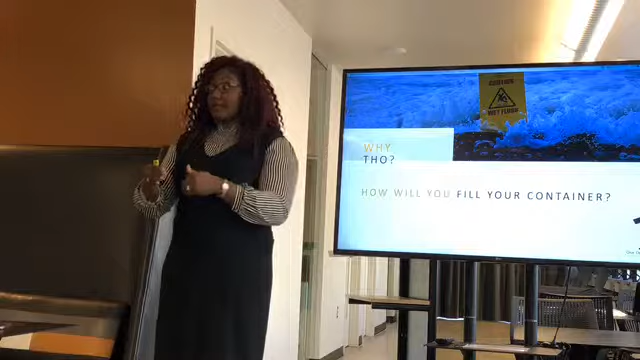 CAUTION
WET FLOOR
WHY
THO?
HOW WILL YOU FILL YOUR CONTAINER?